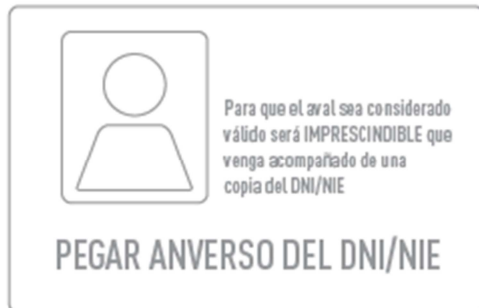 Para que el aval sea considerado
válido será IMPRESCINDIBLE que
venga acompañado de una
copia del DNI/NIE
PEGAR ANVERSO DEL DNI/NIE